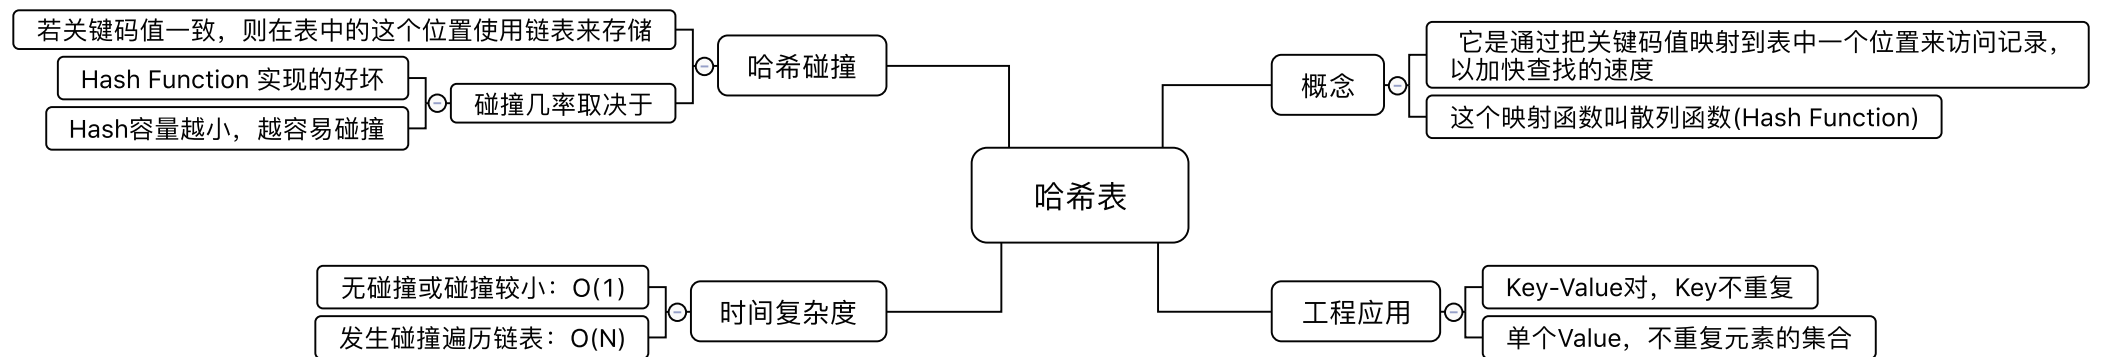 若关键码值一致，则在表中的这个位置使用链表来存储
Hash Function 实现的好坏
Hash容量越小，越容易碰撞
碰撞几率取决于
哈希碰撞
概念
它是通过把关键码值映射到表中一个位置来访问记录，
以加快查找的速度
这个映射函数叫散列函数(Hash Function)
哈希表
无碰撞或碰撞较小：O(1)
发生碰撞遍历链表：O(N)
时间复杂度
工程应用
Key-Value对，Key不重复
单个Value，不重复元素的集合